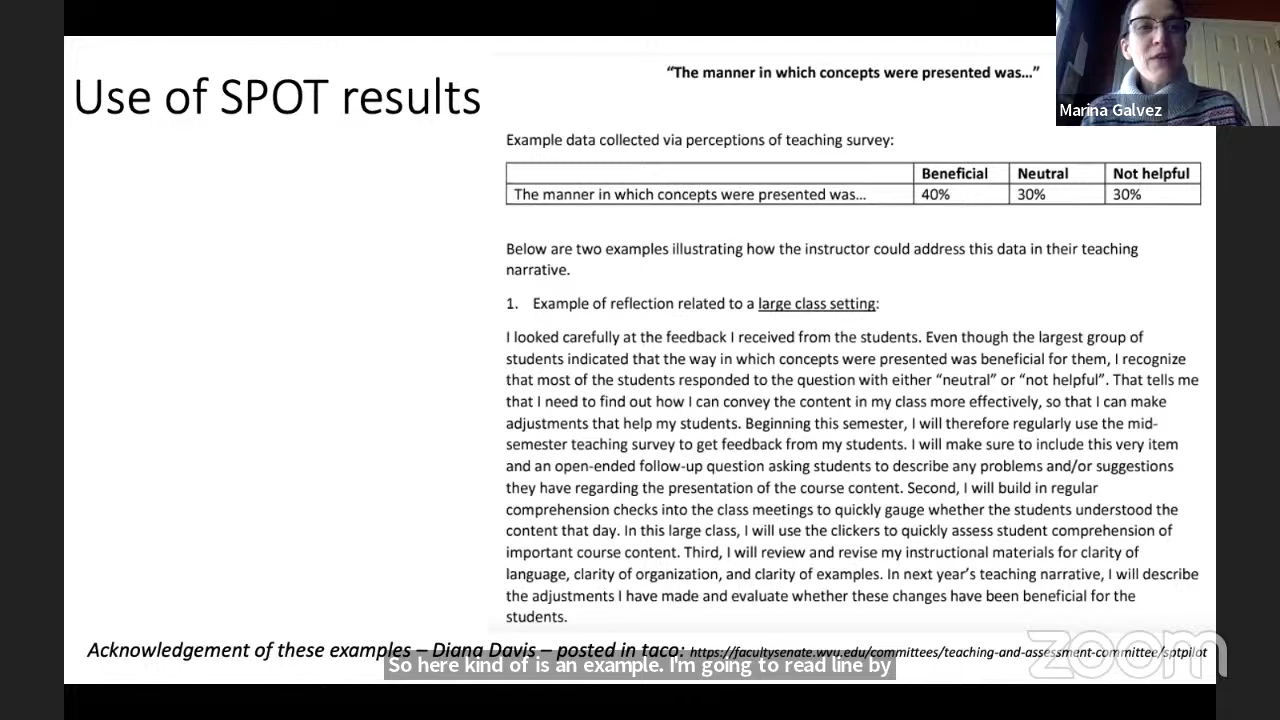 Use of SPOT results
"The manner in which concepts were presented was..."
Marina Galvez
Example data collected via perceptions of teaching survey:
Beneficial Neutral Not helpful
The manner in which concepts were presented was... 40% 30% 30%
Below are two examples illustrating how the instructor could address this data in their teaching
narrative.
1. Example of reflection related to a large class setting:
I looked carefully at the feedback I received from the students. Even though the largest group of
students indicated that the way in which concepts were presented was beneficial for them, I recognize
that most of the students responded to the question with either "neutral" or "not helpful". That tells me
that I need to find out how I can convey the content in my class more effectively, so that I can make
adjustments that help my students. Beginning this semester, I will therefore regularly use the mid-
semester teaching survey to get feedback from my students. I will make sure to include this very item
and an open-ended follow-up question asking students to describe any problems and/or suggestions
they have regarding the presentation of the course content. Second, I will build in regular
comprehension checks into the class meetings to quickly gauge whether the students understood the
content that day. In this large class, I will use the clickers to quickly assess student comprehension of
important course content. Third, I will review and revise my instructional materials for clarity of
language, clarity of organization, and clarity of examples. In next year's teaching narrative, I will describe
the adjustments I have made and evaluate whether these changes have been beneficial for the
students.
Acknowledgement of these examples – Diana Davis – posted in taco: https://facultysenate.wvu.edu/committees/teaching-and-assessment-committee/sptpilot
So here kind of is an example. I'm going to read line by
zoom